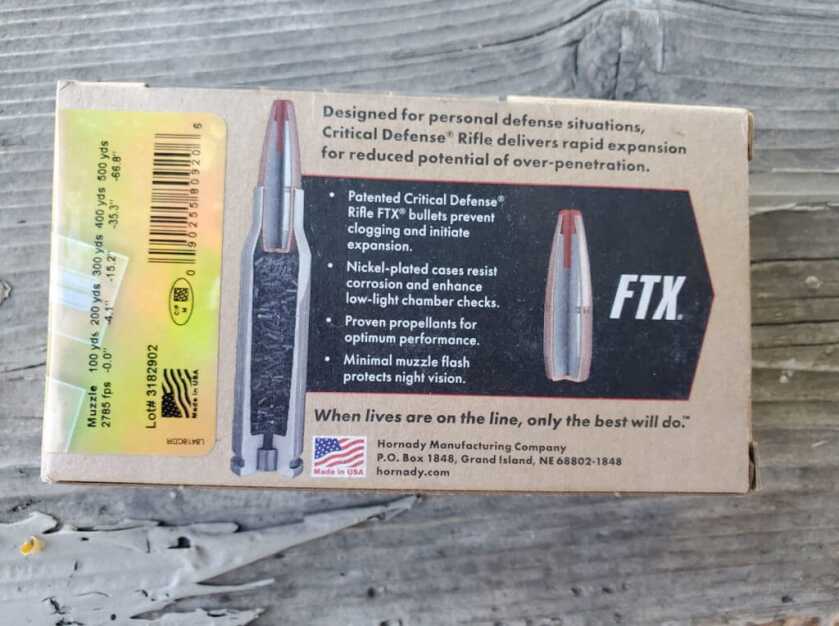 Designed for personal defense situations,
Critical Defense® Rifle delivers rapid expansion
for reduced potential of over-penetration.
• Patented Critical Defense®
Rifle FTX® bullets prevent
clogging and initiate
expansion.
• Nickel-plated cases resist
corrosion and enhance
low-light chamber checks.
• Proven propellants for
optimum performance.
• Minimal muzzle flash
protects night vision.
FTX®
When lives are on the line, only the best will do.™
Made in USA
Hornady Manufacturing Company
P.O. Box 1848, Grand Island, NE 68802-1848
hornady.com
Muzzle 100 yds 200 yds 300 yds 400 yds 500 yds
2785 fps -0.0" -4.1" -15.2" -35.3" -66.8"
Lot# 3182902
Made in USA
0 90255 80920 6